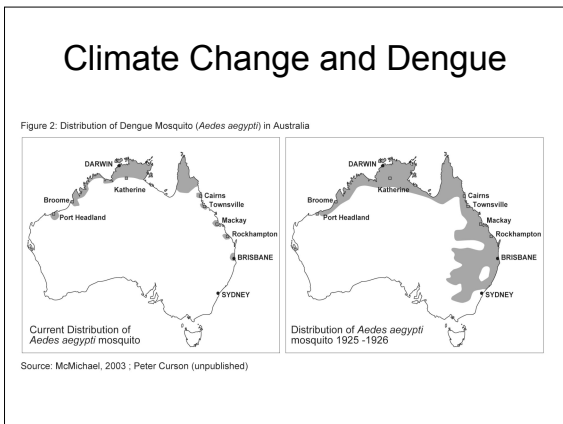 Climate Change and Dengue
Figure 2: Distribution of Dengue Mosquito (Aedes aegypti) in Australia
DARWIN
Katherine
Broome
Port Headland
Cairns
Townsville
Mackay
Rockhampton
BRISBANE
SYDNEY
Current Distribution of
Aedes aegypti mosquito
DARWIN
Katherine
Broome
Port Headland
Cairns
Townsville
Mackay
Rockhampton
BRISBANE
SYDNEY
Distribution of Aedes aegypti
mosquito 1925 -1926
Source: McMichael, 2003 ; Peter Curson (unpublished)